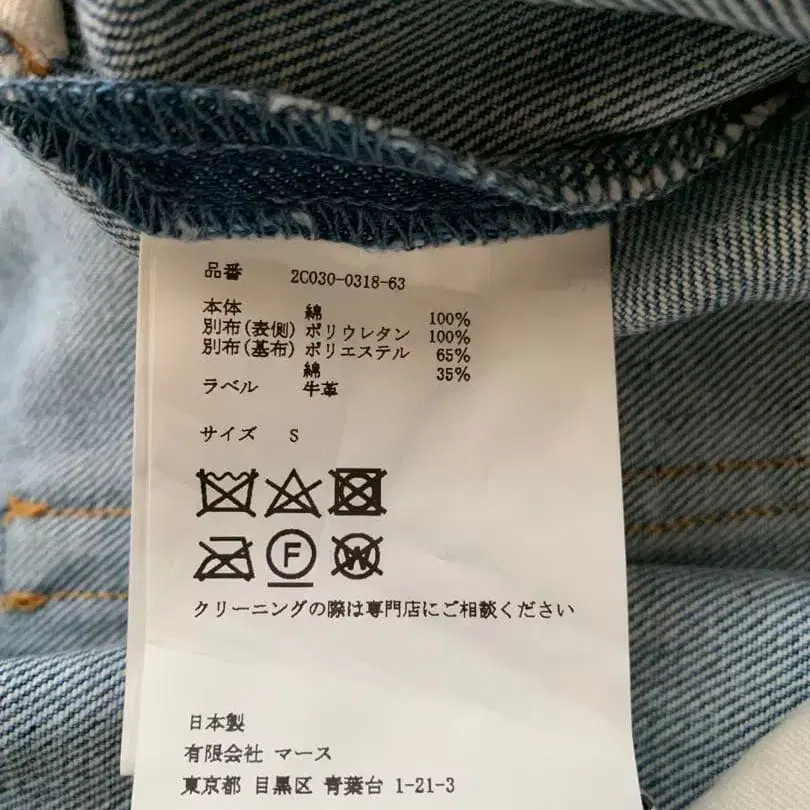 品番 2C030-0318-63
本体 綿 100%
別布(表側) ポリウレタン 100%
別布(基布) ポリエステル 65%
綿 35%
ラベル 牛革
サイズ S
F W
クリーニングの際は専門店にご相談ください
日本製
有限会社 マース
東京都 目黒区 青葉台 1-21-3